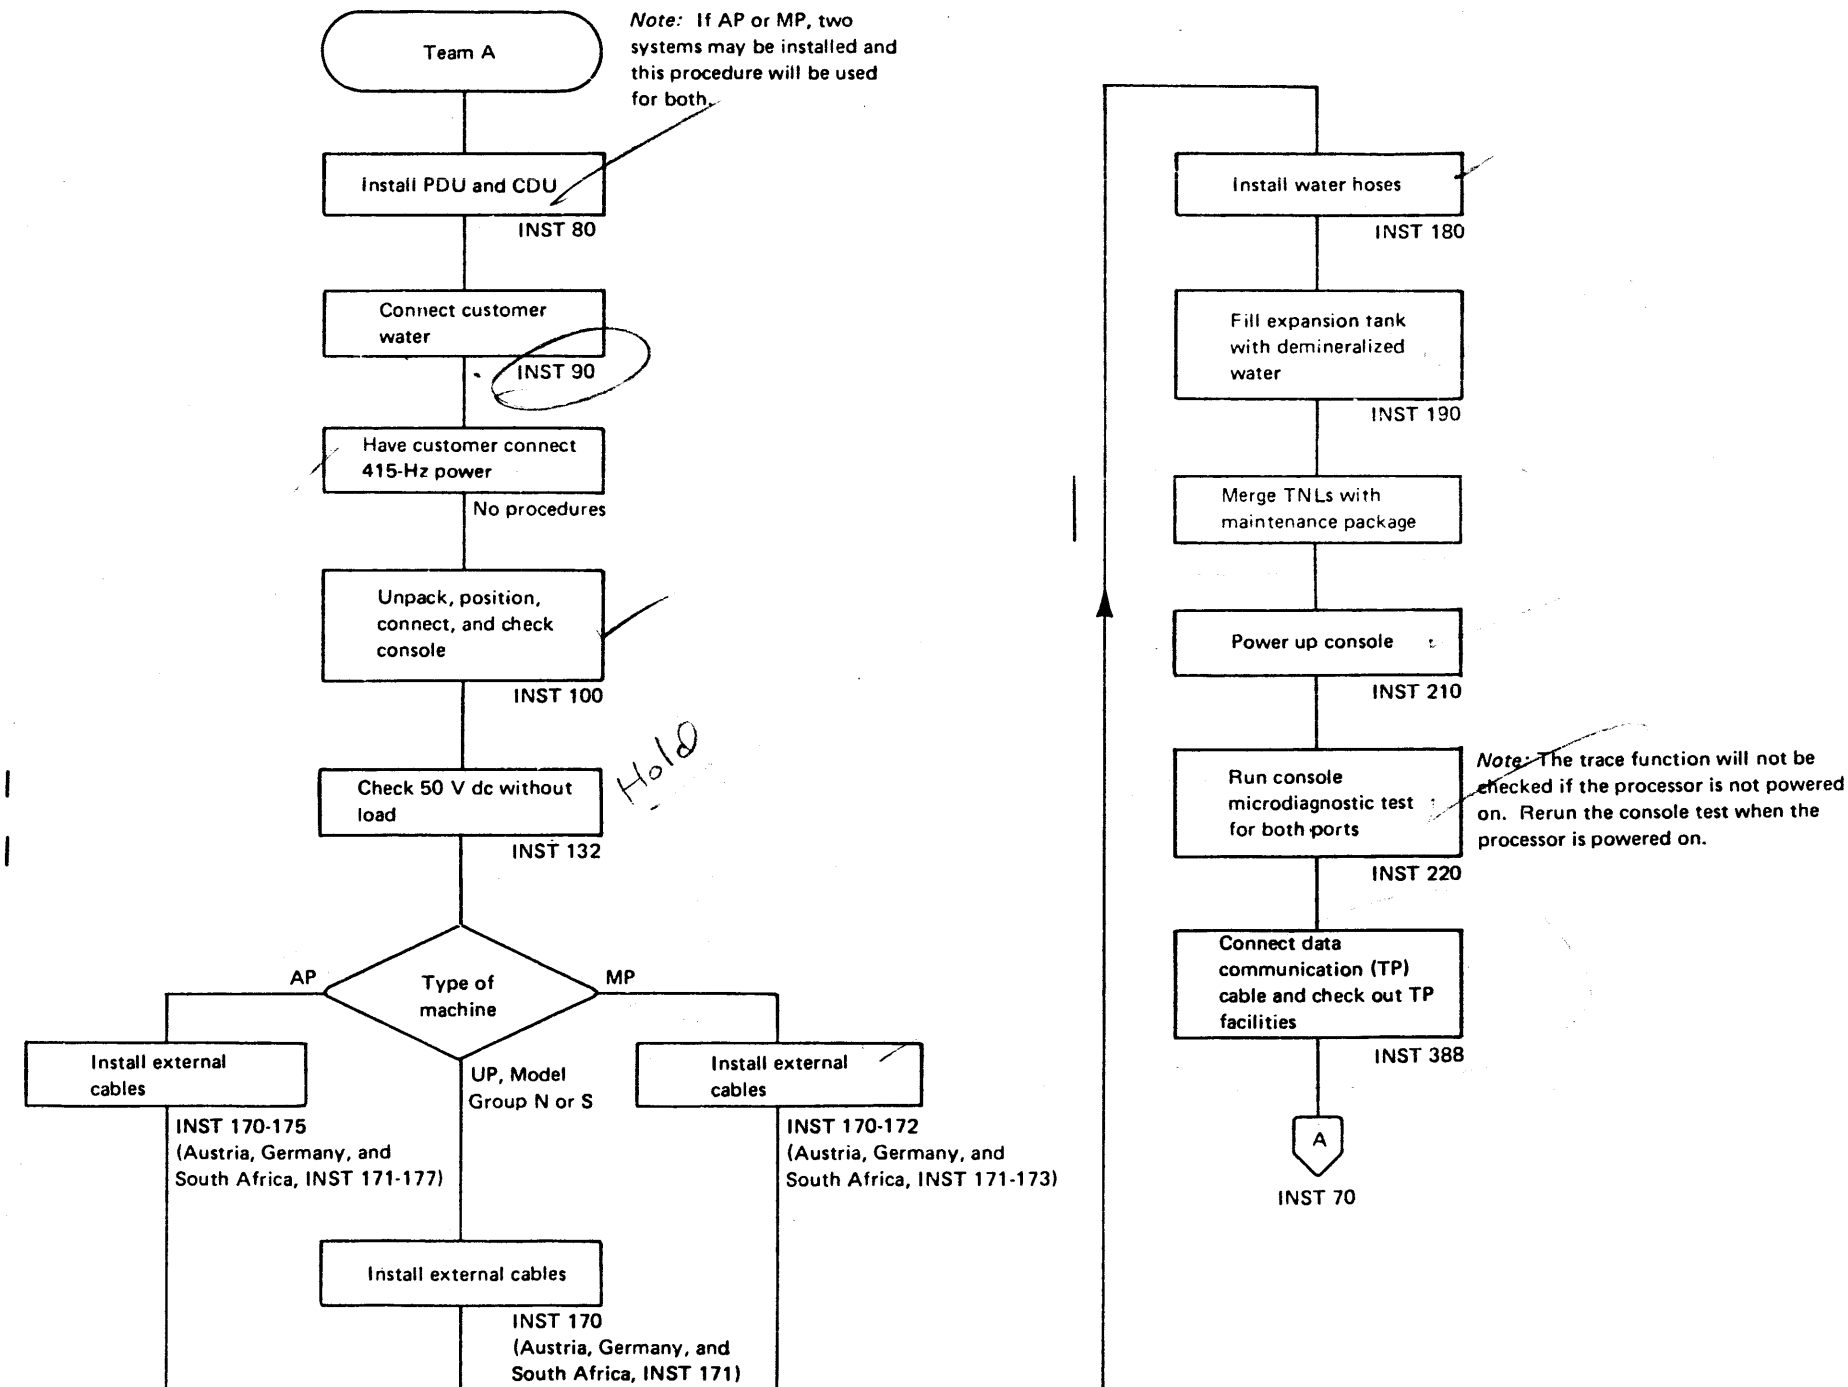 Team A
Note: If AP or MP, two
systems may be installed and
this procedure will be used
for both.
Install PDU and CDU
INST 80
Connect customer
water
INST 90
Have customer connect
415-Hz power
No procedures
Unpack, position,
connect, and check
console
INST 100
Check 50 V dc without
load
INST 132
Hold
Type of
machine
AP
MP
UP, Model
Group N or S
Install external
cables
INST 170-175
(Austria, Germany, and
South Africa, INST 171-177)
Install external
cables
INST 170-172
(Austria, Germany, and
South Africa, INST 171-173)
Install external cables
INST 170
(Austria, Germany, and
South Africa, INST 171)
Install water hoses
INST 180
Fill expansion tank
with demineralized
water
INST 190
Merge TNLs with
maintenance package
Power up console
INST 210
Run console
microdiagnostic test
for both ports
INST 220
Note: The trace function will not be
checked if the processor is not powered
on. Rerun the console test when the
processor is powered on.
Connect data
communication (TP)
cable and check out TP
facilities
INST 388
A
INST 70